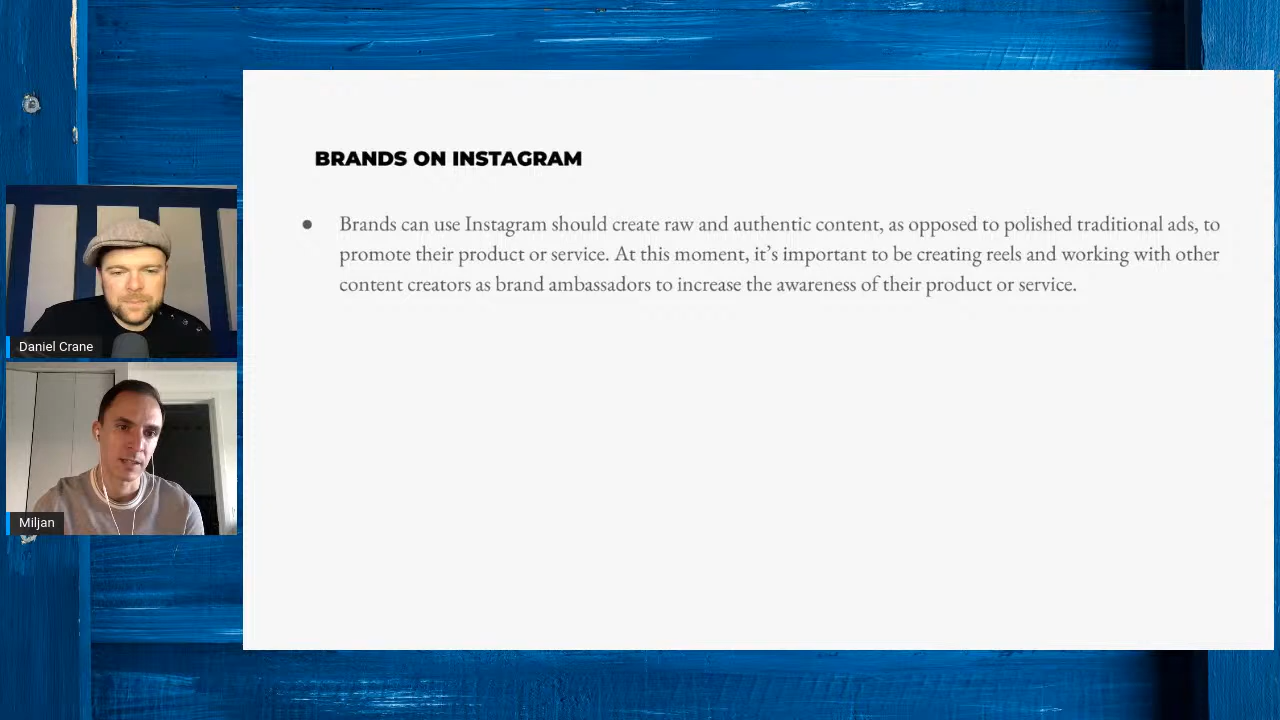 BRANDS ON INSTAGRAM
● Brands can use Instagram should create raw and authentic content, as opposed to polished traditional ads, to
promote their product or service. At this moment, it’s important to be creating reels and working with other
content creators as brand ambassadors to increase the awareness of their product or service.
Daniel Crane
Miljan